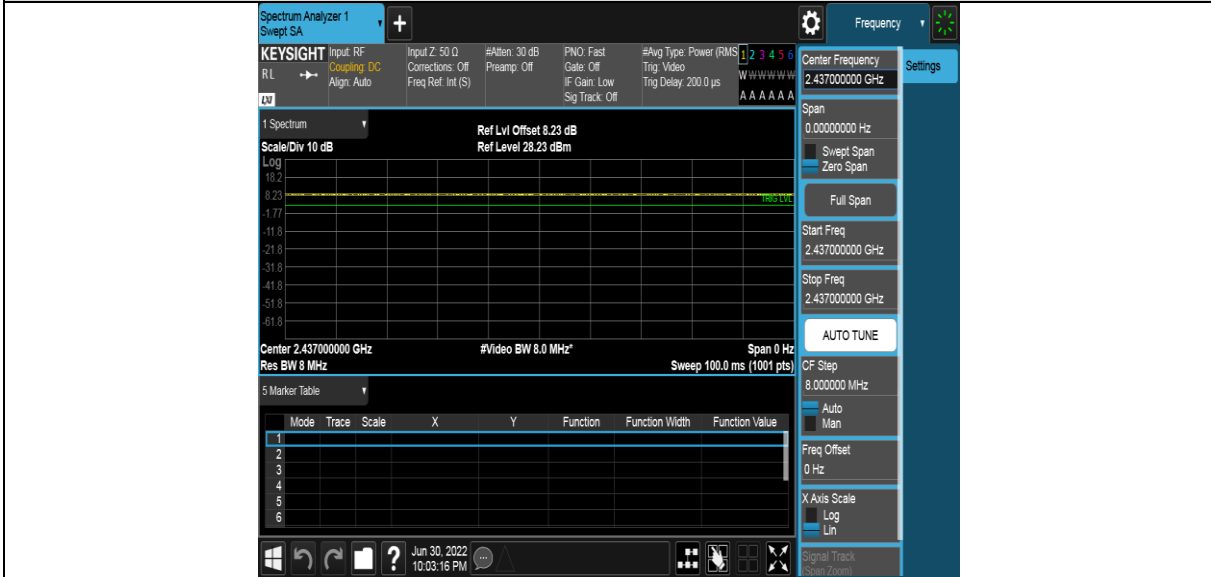 Spectrum Analyzer 1
Swept SA
+
Frequency
KEYSIGHT
RL
LXI
Input: RF
Coupling: DC
Align: Auto
Input Z: 50 Ω
Corrections: Off
Freq Ref: Int (S)
#Atten: 30 dB
Preamp: Off
PNO: Fast
Gate: Off
IF Gain: Low
Sig Track: Off
#Avg Type: Power (RMS
Trig: Video
Trig Delay: 200.0 µs
1 2 3 4 5 6
W W W W W W
A A A A A A
Center Frequency
2.437000000 GHz
Settings
Span
0.00000000 Hz
Swept Span
Zero Span
Full Span
Start Freq
2.437000000 GHz
Stop Freq
2.437000000 GHz
AUTO TUNE
CF Step
8.000000 MHz
Auto
Man
Freq Offset
0 Hz
X Axis Scale
Log
Lin
Signal Track
(Span Zoom)
1 Spectrum
Scale/Div 10 dB
Ref Lvl Offset 8.23 dB
Ref Level 28.23 dBm
Log
18.2
8.23
TRIG LVL
-1.77
-11.8
-21.8
-31.8
-41.8
-51.8
-61.8
Center 2.437000000 GHz
#Video BW 8.0 MHz*
Span 0 Hz
Res BW 8 MHz
Sweep 100.0 ms (1001 pts)
5 Marker Table
Mode Trace Scale X Y Function Function Width Function Value
1
2
3
4
5
6
?
Jun 30, 2022
10:03:16 PM